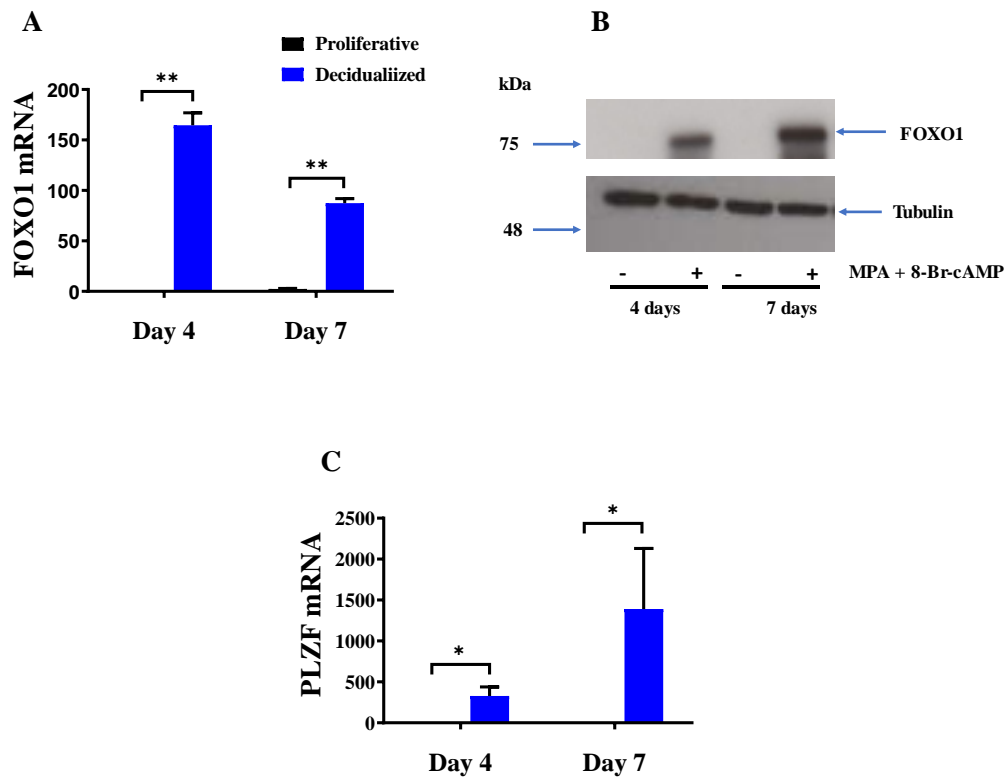 A
Proliferative
Decidualiized
**
**
200
150
100
50
0
FOXO1 mRNA
Day 4
Day 7
B
kDa
75
FOXO1
48
Tubulin
- + - + MPA + 8-Br-cAMP
4 days
7 days
C
*
*
2500
2000
1500
1000
500
0
PLZF mRNA
Day 4
Day 7